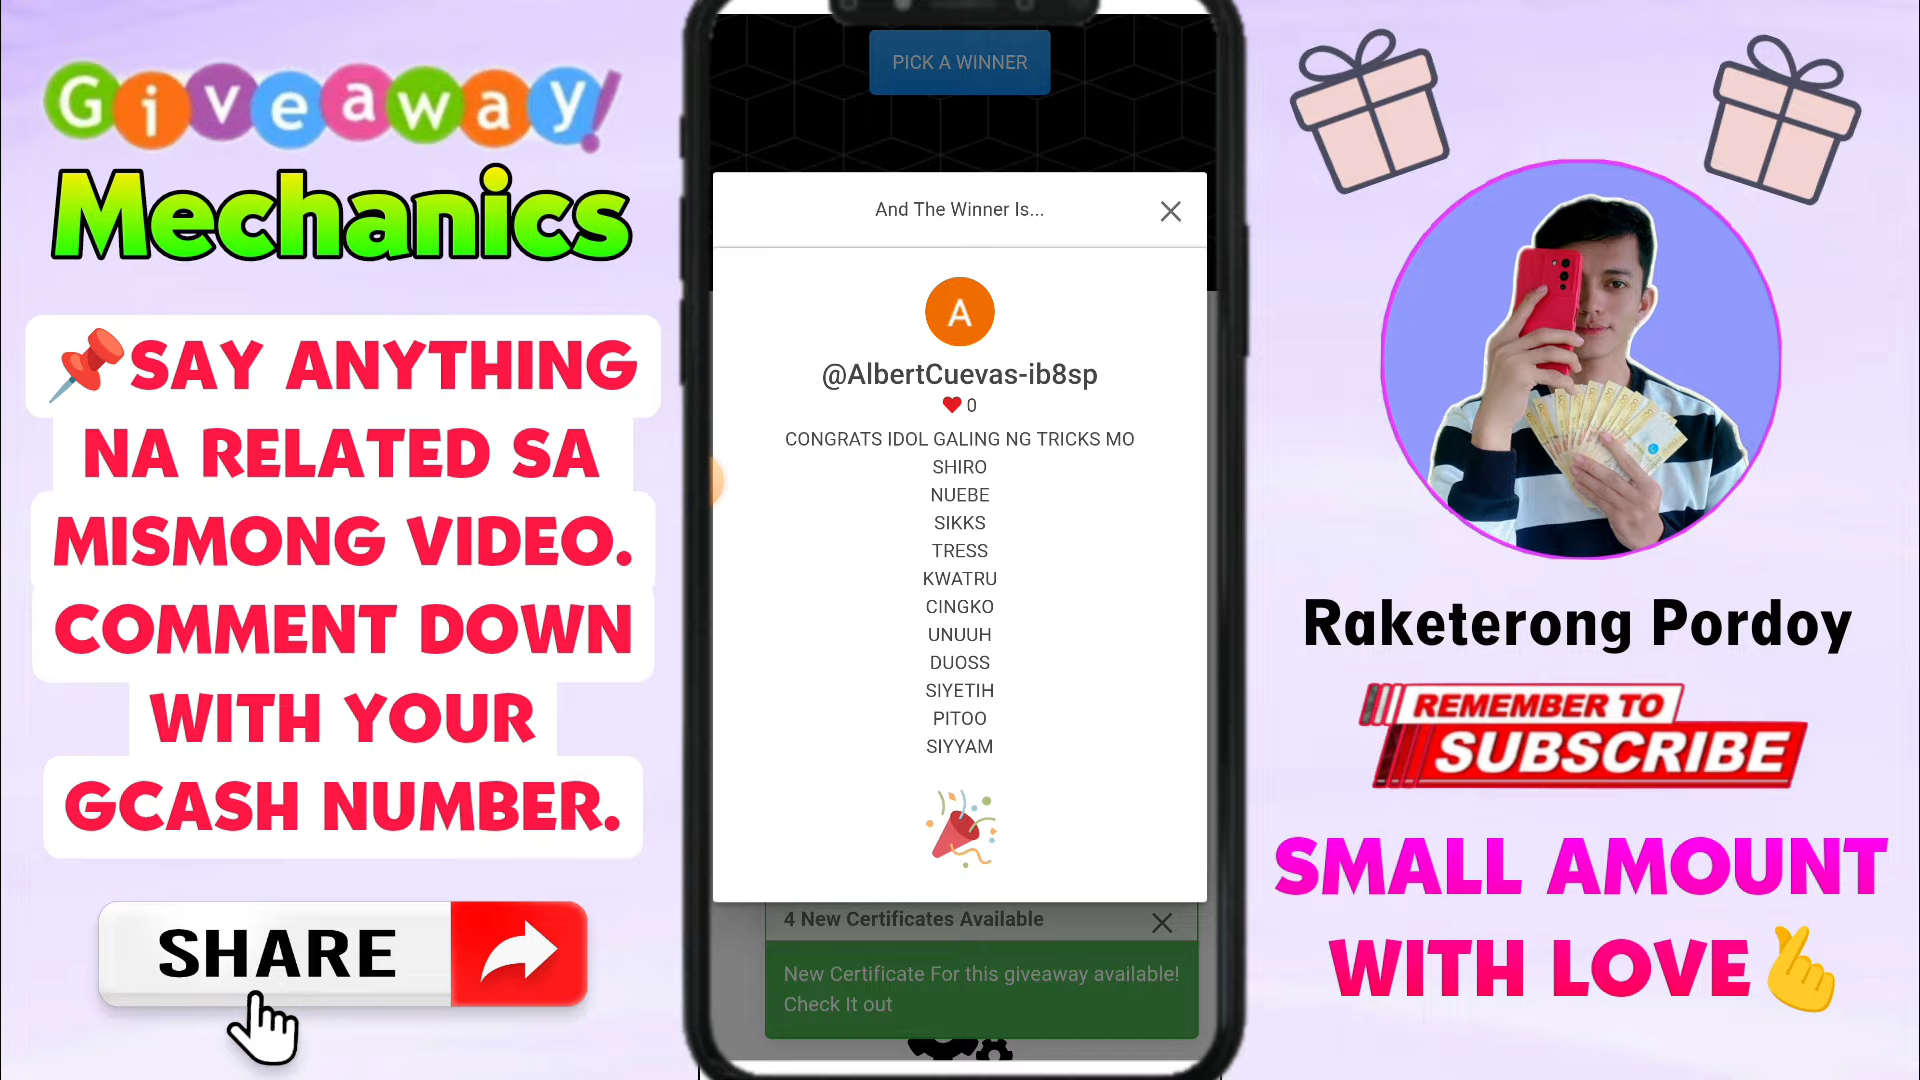 Giveaway!
Mechanics
SAY ANYTHING
NA RELATED SA
MISMONG VIDEO.
COMMENT DOWN
WITH YOUR
GCASH NUMBER.
SHARE
PICK A WINNER
And The Winner Is...
A
@AlbertCuevas-ib8sp
0
CONGRATS IDOL GALING NG TRICKS MO
SHIRO
NUEBE
SIKKS
TRESS
KWATRU
CINGKO
UNUUH
DUOSS
SIYETIH
PITOO
SIYYAM
4 New Certificates Available
New Certificate For this giveaway available!
Check It out
Raketerong Pordoy
REMEMBER TO
SUBSCRIBE
SMALL AMOUNT
WITH LOVE